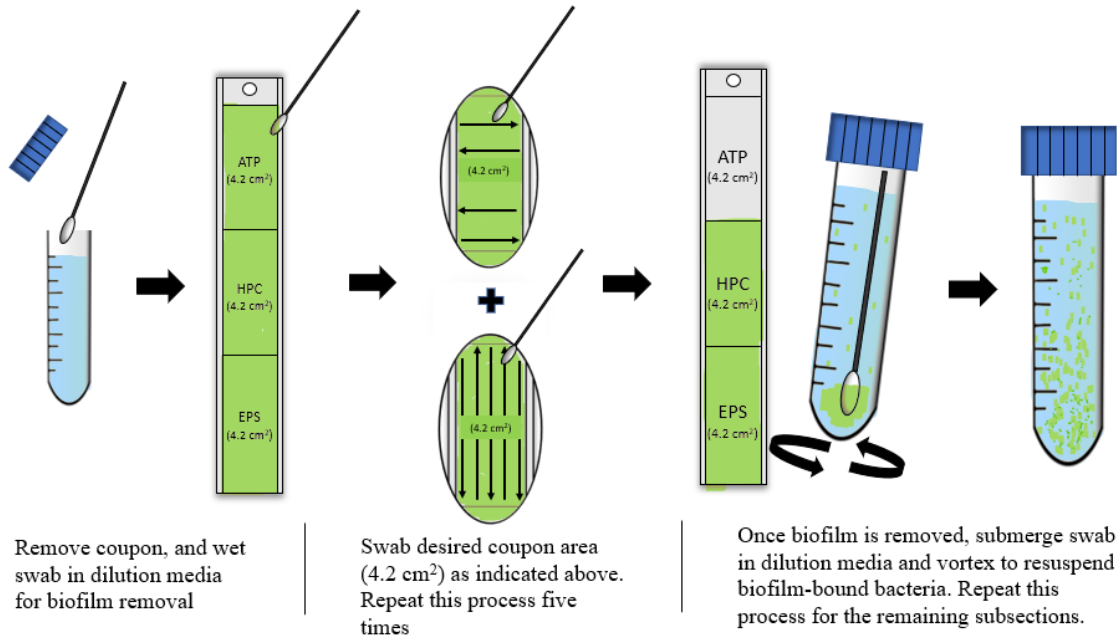 ATP
(4.2 cm²)
HPC
(4.2 cm²)
EPS
(4.2 cm²)
(4.2 cm²)
(4.2 cm²)
ATP
(4.2 cm²)
HPC
(4.2 cm²)
EPS
(4.2 cm²)
Remove coupon, and wet
swab in dilution media
for biofilm removal
Swab desired coupon area
(4.2 cm²) as indicated above.
Repeat this process five
times
Once biofilm is removed, submerge swab
in dilution media and vortex to resuspend
biofilm-bound bacteria. Repeat this
process for the remaining subsections.